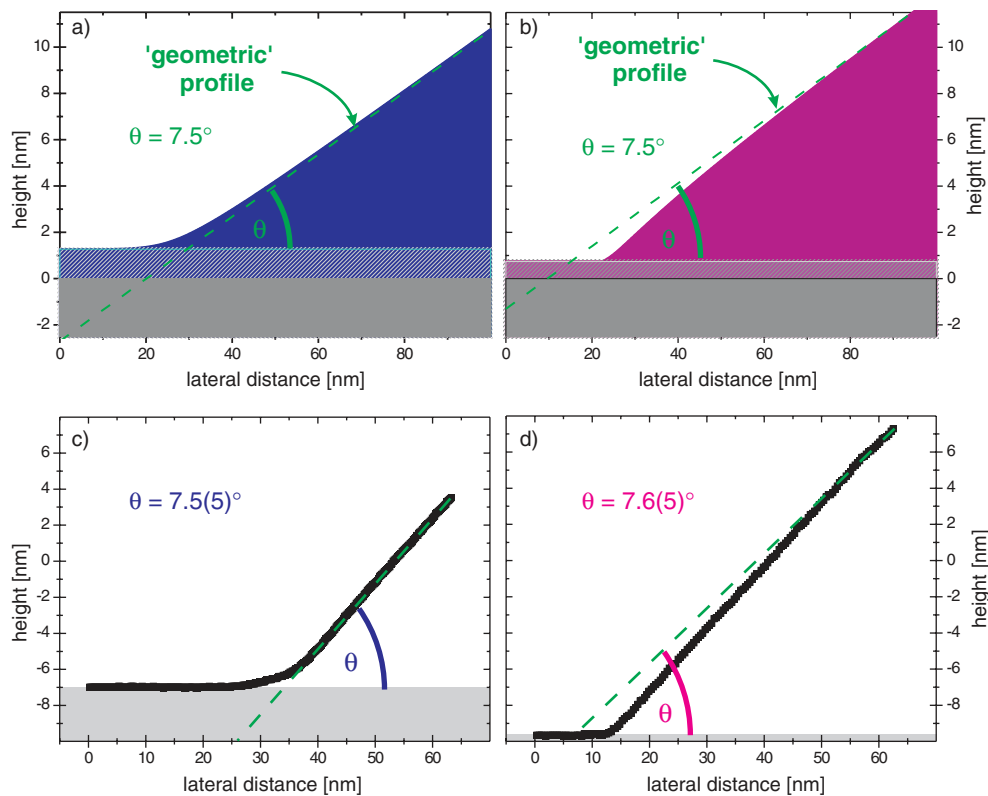 a)
'geometric'
profile
θ = 7.5°
θ
height [nm]
10
8
6
4
2
0
-2
0 20 40 60 80
lateral distance [nm]
b)
'geometric'
profile
θ = 7.5°
θ
height [nm]
10
8
6
4
2
0
-2
0 20 40 60 80
lateral distance [nm]
c)
θ = 7.5(5)°
θ
height [nm]
6
4
2
0
-2
-4
-6
-8
0 10 20 30 40 50 60
lateral distance [nm]
d)
θ = 7.6(5)°
θ
height [nm]
6
4
2
0
-2
-4
-6
-8
0 10 20 30 40 50 60
lateral distance [nm]